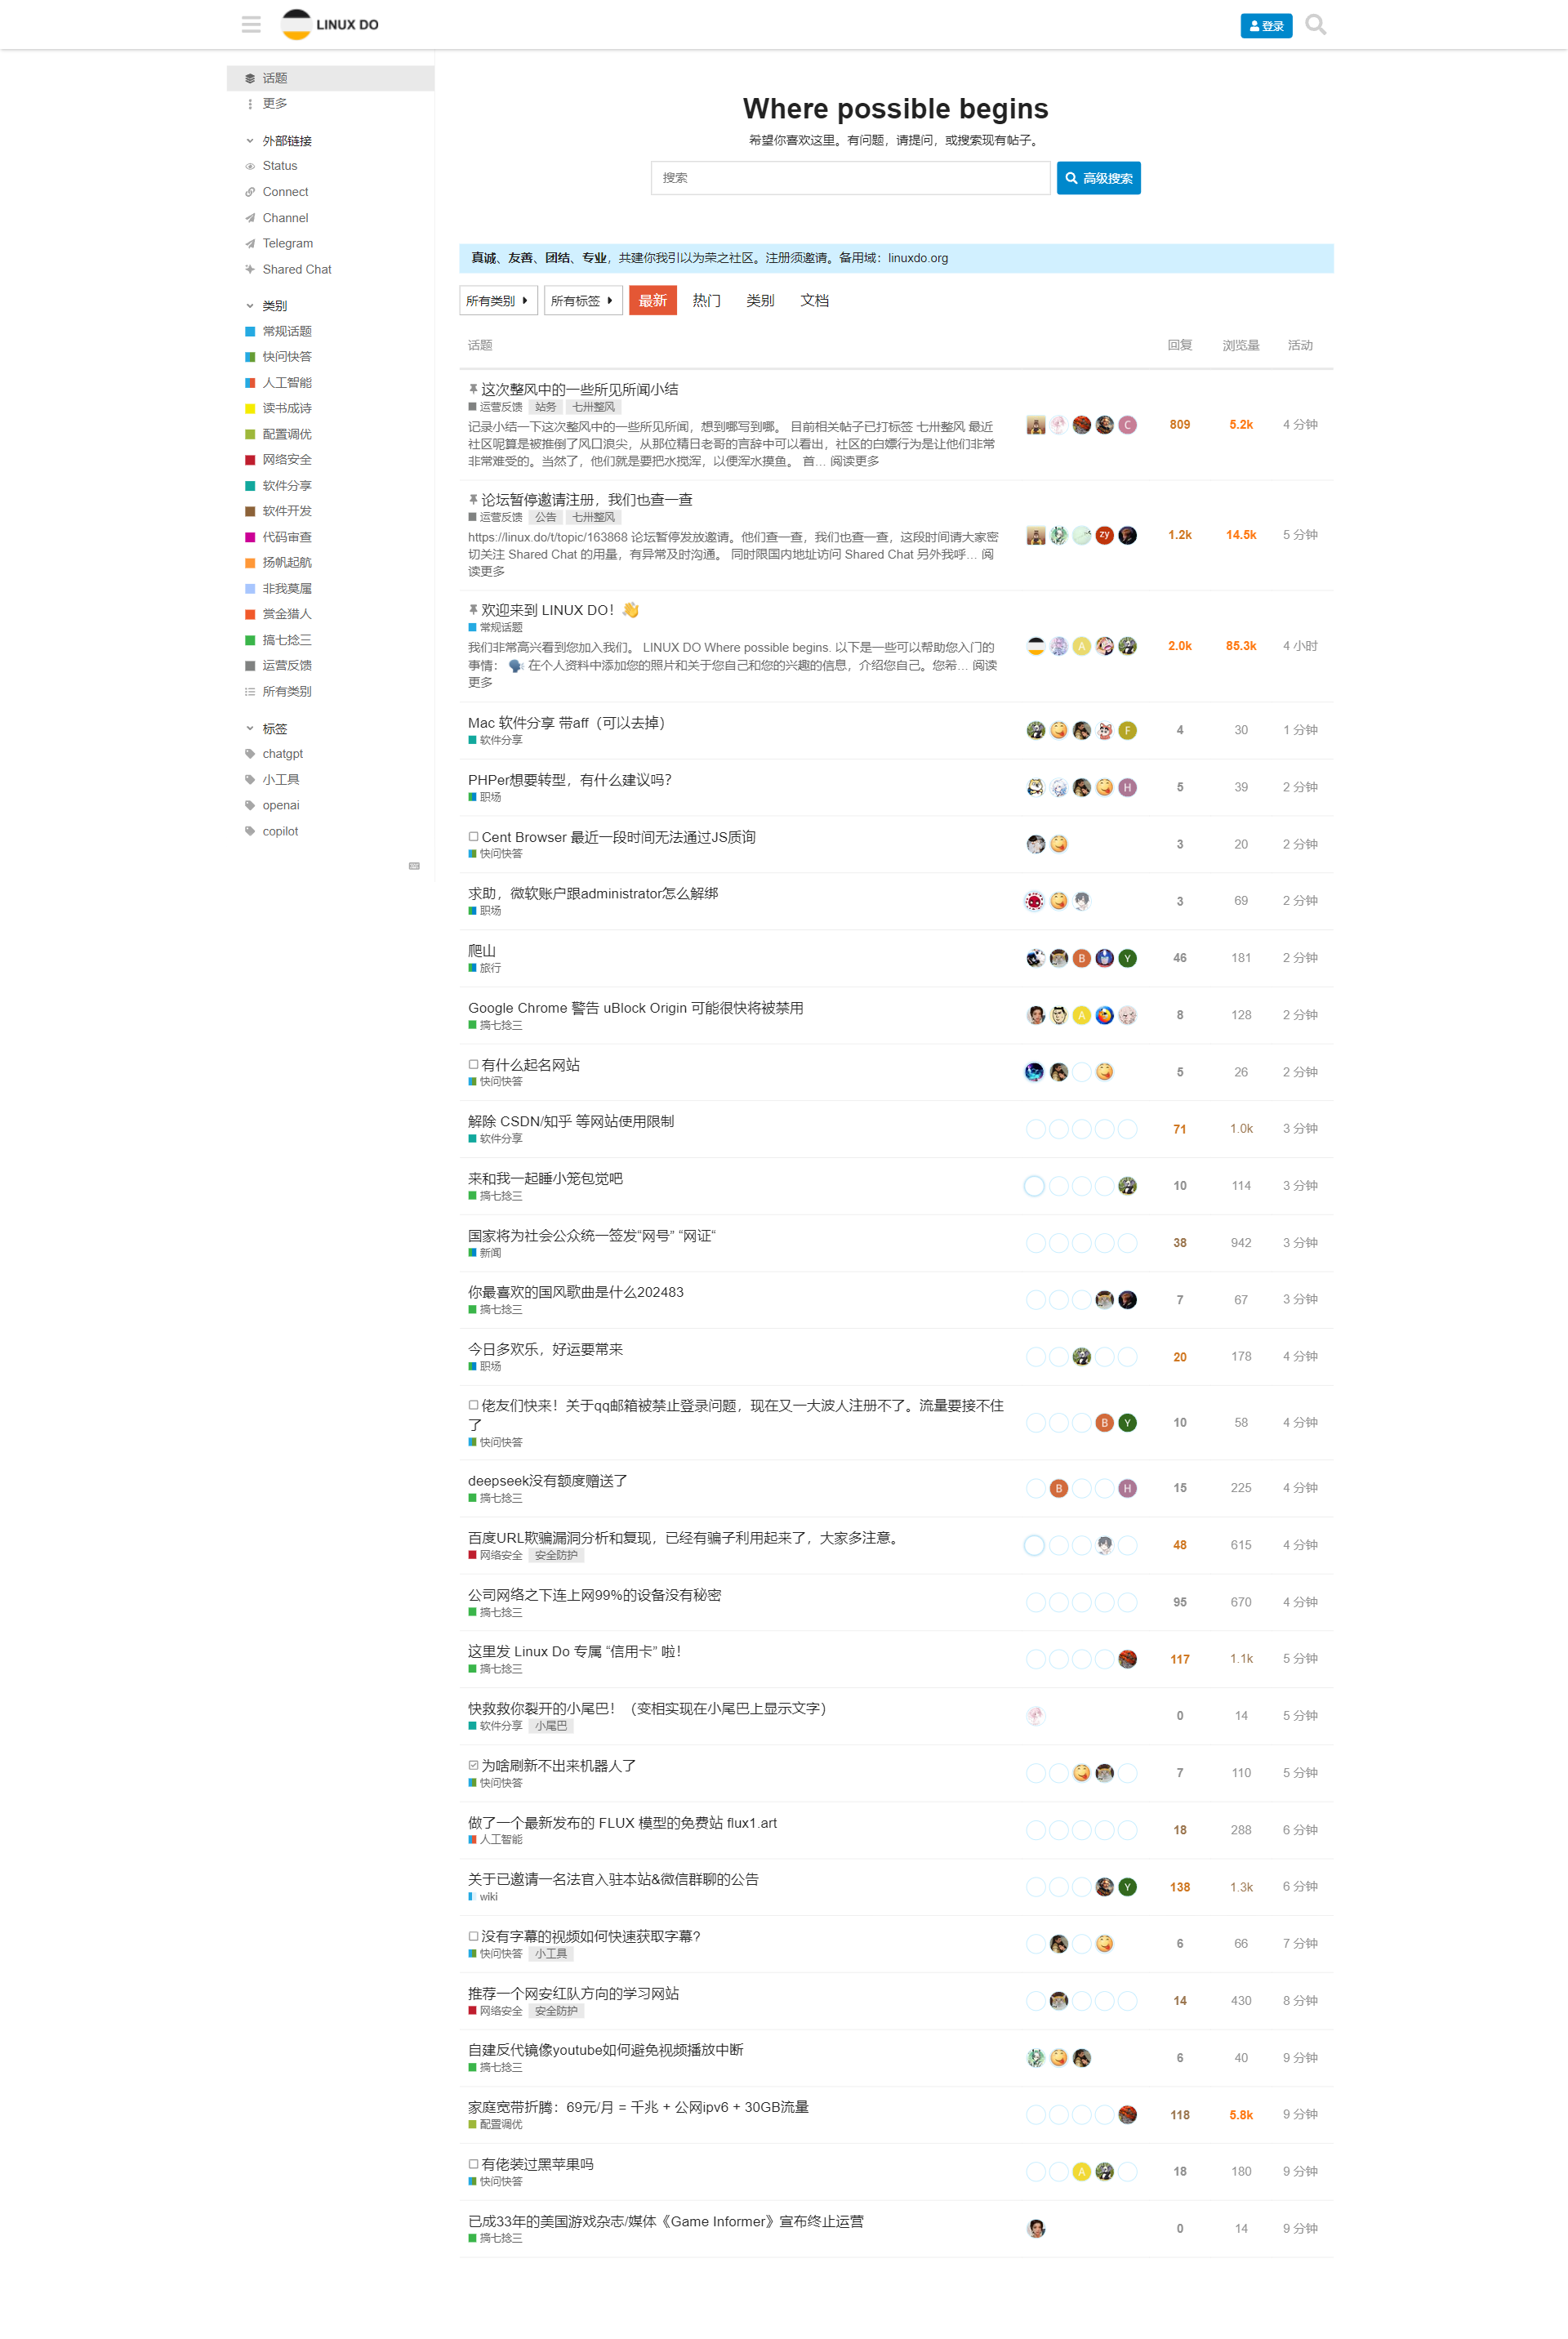 LINUX DO
登录
话题
更多
外部链接
Status
Connect
Channel
Telegram
Shared Chat
类别
常规话题
快问快答
人工智能
读书成诗
配置调优
网络安全
软件分享
软件开发
代码审查
扬帆起航
非我莫属
赏金猎人
搞七捻三
运营反馈
所有类别
标签
chatgpt
小工具
openai
copilot
Where possible begins
希望你喜欢这里。有问题，请提问，或搜索现有帖子。
搜索
高级搜索
真诚、友善、团结、专业，共建你我引以为荣之社区。注册须邀请。备用域：linuxdo.org
所有类别 所有标签 最新 热门 类别 文档
话题 回复 浏览量 活动
这次整风中的一些所见所闻小结
运营反馈 站务 七卅整风
记录小结一下这次整风中的一些所见所闻，想到哪写到哪。 目前相关帖子已打标签 七卅整风 最近
社区呢算是被推倒了风口浪尖，从那位精日老哥的言辞中可以看出，社区的白嫖行为是让他们非常
非常难受的。当然了，他们就是要把水搅浑，以便浑水摸鱼。 首… 阅读更多
C 809 5.2k 4 分钟
论坛暂停邀请注册，我们也查一查
运营反馈 公告 七卅整风
https://linux.do/t/topic/163868 论坛暂停发放邀请。他们查一查，我们也查一查，这段时间请大家密
切关注 Shared Chat 的用量，有异常及时沟通。 同时限国内地址访问 Shared Chat 另外我呼… 阅
读更多
zy 1.2k 14.5k 5 分钟
欢迎来到 LINUX DO！👋
常规话题
我们非常高兴看到您加入我们。 LINUX DO Where possible begins. 以下是一些可以帮助您入门的
事情： 🗣 在个人资料中添加您的照片和关于您自己和您的兴趣的信息，介绍您自己。您希… 阅读
更多
A 2.0k 85.3k 4 小时
Mac 软件分享 带aff（可以去掉）
软件分享
F 4 30 1 分钟
PHPer想要转型，有什么建议吗？
职场
H 5 39 2 分钟
Cent Browser 最近一段时间无法通过JS质询
快问快答
3 20 2 分钟
求助，微软账户跟administrator怎么解绑
职场
3 69 2 分钟
爬山
旅行
B Y 46 181 2 分钟
Google Chrome 警告 uBlock Origin 可能很快将被禁用
搞七捻三
A 8 128 2 分钟
有什么起名网站
快问快答
5 26 2 分钟
解除 CSDN/知乎 等网站使用限制
软件分享
71 1.0k 3 分钟
来和我一起睡小笼包觉吧
搞七捻三
10 114 3 分钟
国家将为社会公众统一签发“网号” “网证“
新闻
38 942 3 分钟
你最喜欢的国风歌曲是什么202483
搞七捻三
7 67 3 分钟
今日多欢乐，好运要常来
职场
20 178 4 分钟
佬友们快来！关于qq邮箱被禁止登录问题，现在又一大波人注册不了。流量要接不住
了
快问快答
B Y 10 58 4 分钟
deepseek没有额度赠送了
搞七捻三
B H 15 225 4 分钟
百度URL欺骗漏洞分析和复现，已经有骗子利用起来了，大家多注意。
网络安全 安全防护
48 615 4 分钟
公司网络之下连上网99%的设备没有秘密
搞七捻三
95 670 4 分钟
这里发 Linux Do 专属 “信用卡” 啦！
搞七捻三
117 1.1k 5 分钟
快救救你裂开的小尾巴！（变相实现在小尾巴上显示文字）
软件分享 小尾巴
0 14 5 分钟
为啥刷新不出来机器人了
快问快答
7 110 5 分钟
做了一个最新发布的 FLUX 模型的免费站 flux1.art
人工智能
18 288 6 分钟
关于已邀请一名法官入驻本站&微信群聊的公告
wiki
Y 138 1.3k 6 分钟
没有字幕的视频如何快速获取字幕?
快问快答 小工具
6 66 7 分钟
推荐一个网安红队方向的学习网站
网络安全 安全防护
14 430 8 分钟
自建反代镜像youtube如何避免视频播放中断
搞七捻三
6 40 9 分钟
家庭宽带折腾：69元/月 = 千兆 + 公网ipv6 + 30GB流量
配置调优
118 5.8k 9 分钟
有佬装过黑苹果吗
快问快答
A 18 180 9 分钟
已成33年的美国游戏杂志/媒体《Game Informer》宣布终止运营
搞七捻三
0 14 9 分钟